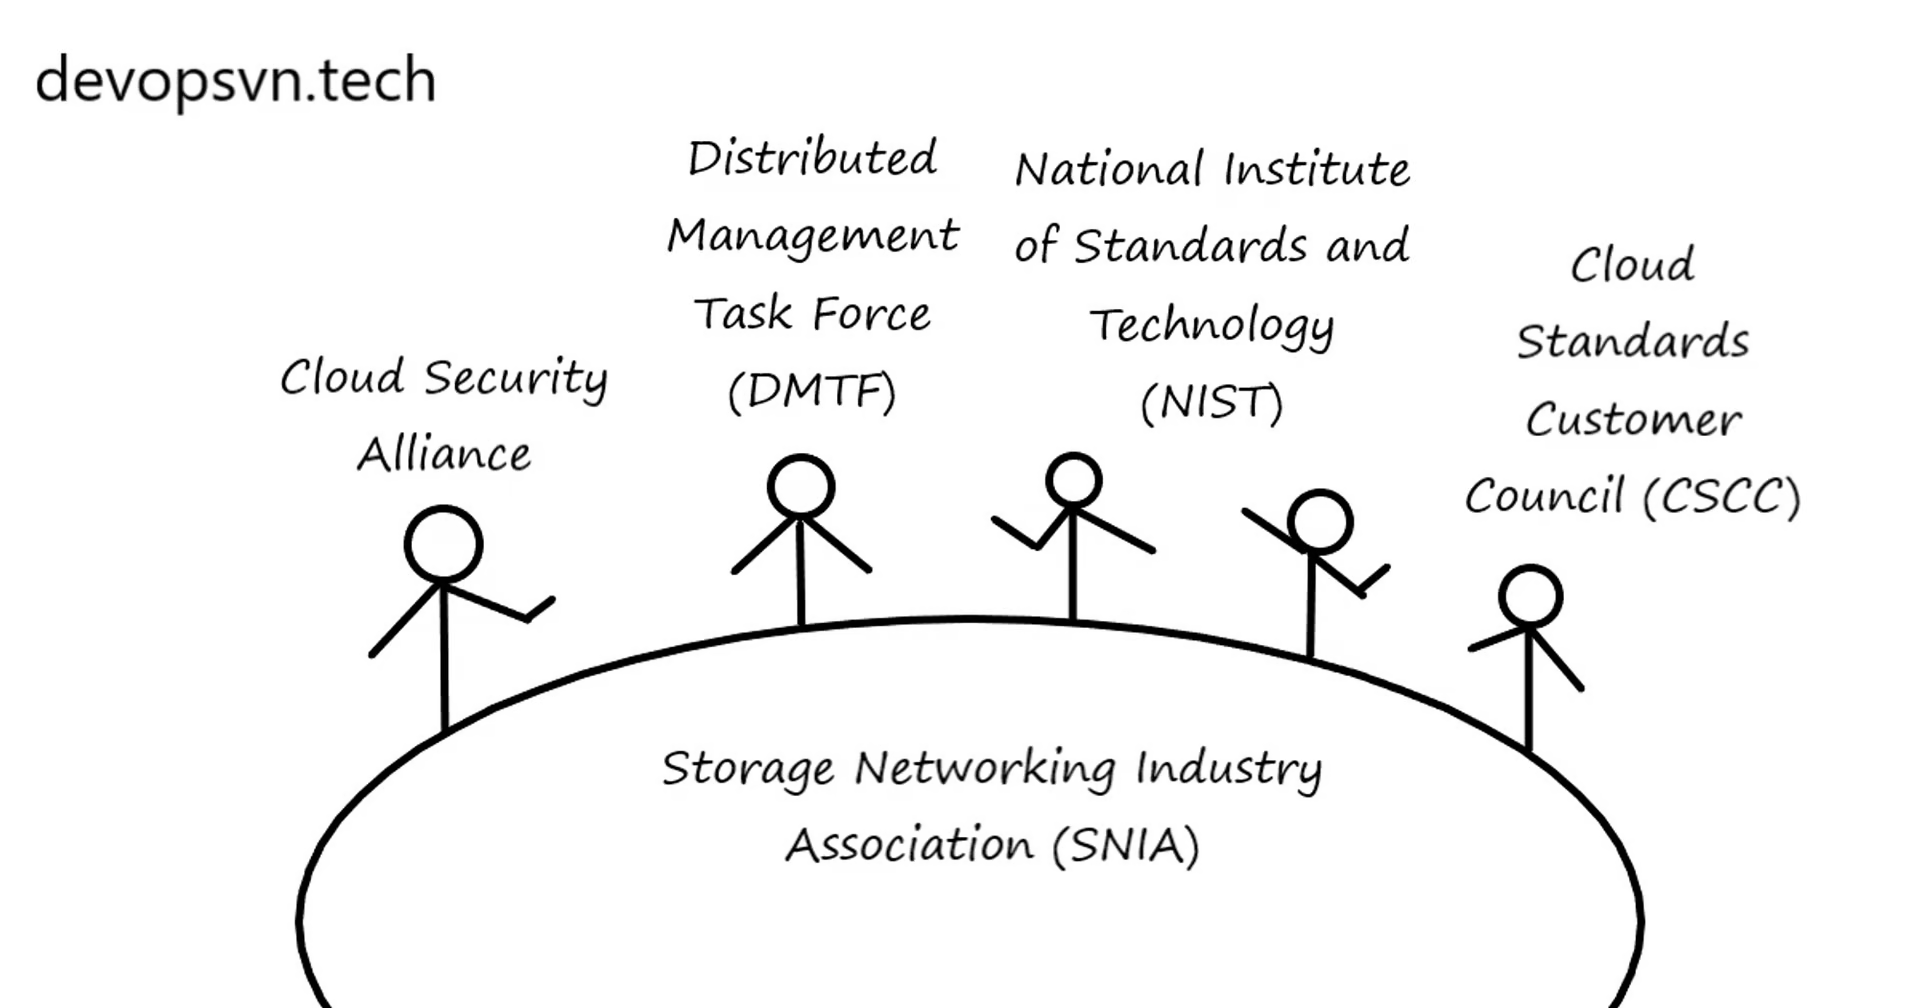 devopsvn.tech
Cloud Security
Alliance
Distributed
Management
Task Force
(DMTF)
National Institute
of Standards and
Technology
(NIST)
Cloud
Standards
Customer
Council (CSCC)
Storage Networking Industry
Association (SNIA)